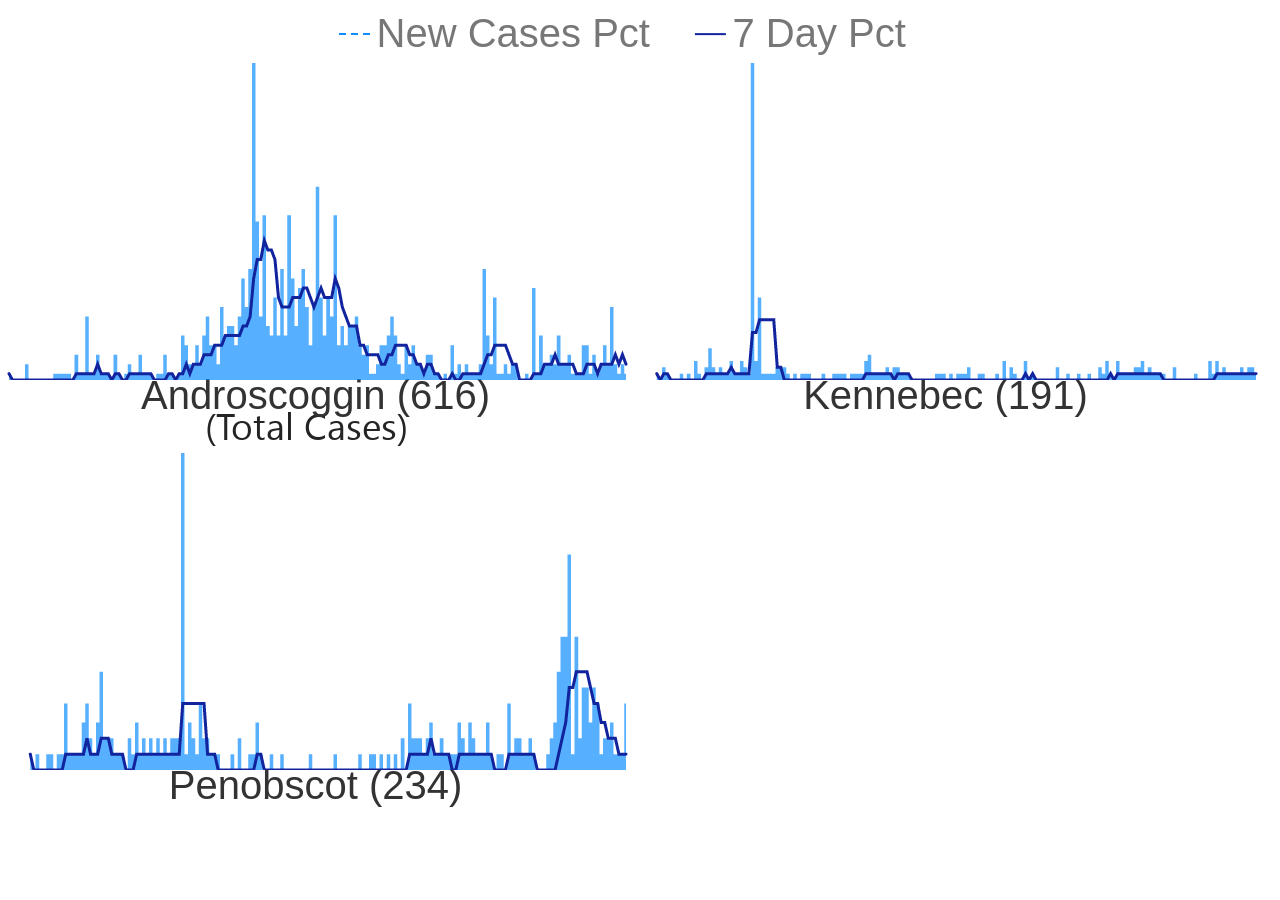 New Cases Pct 7 Day Pct
Androscoggin (616)
(Total Cases)
Kennebec (191)
Penobscot (234)